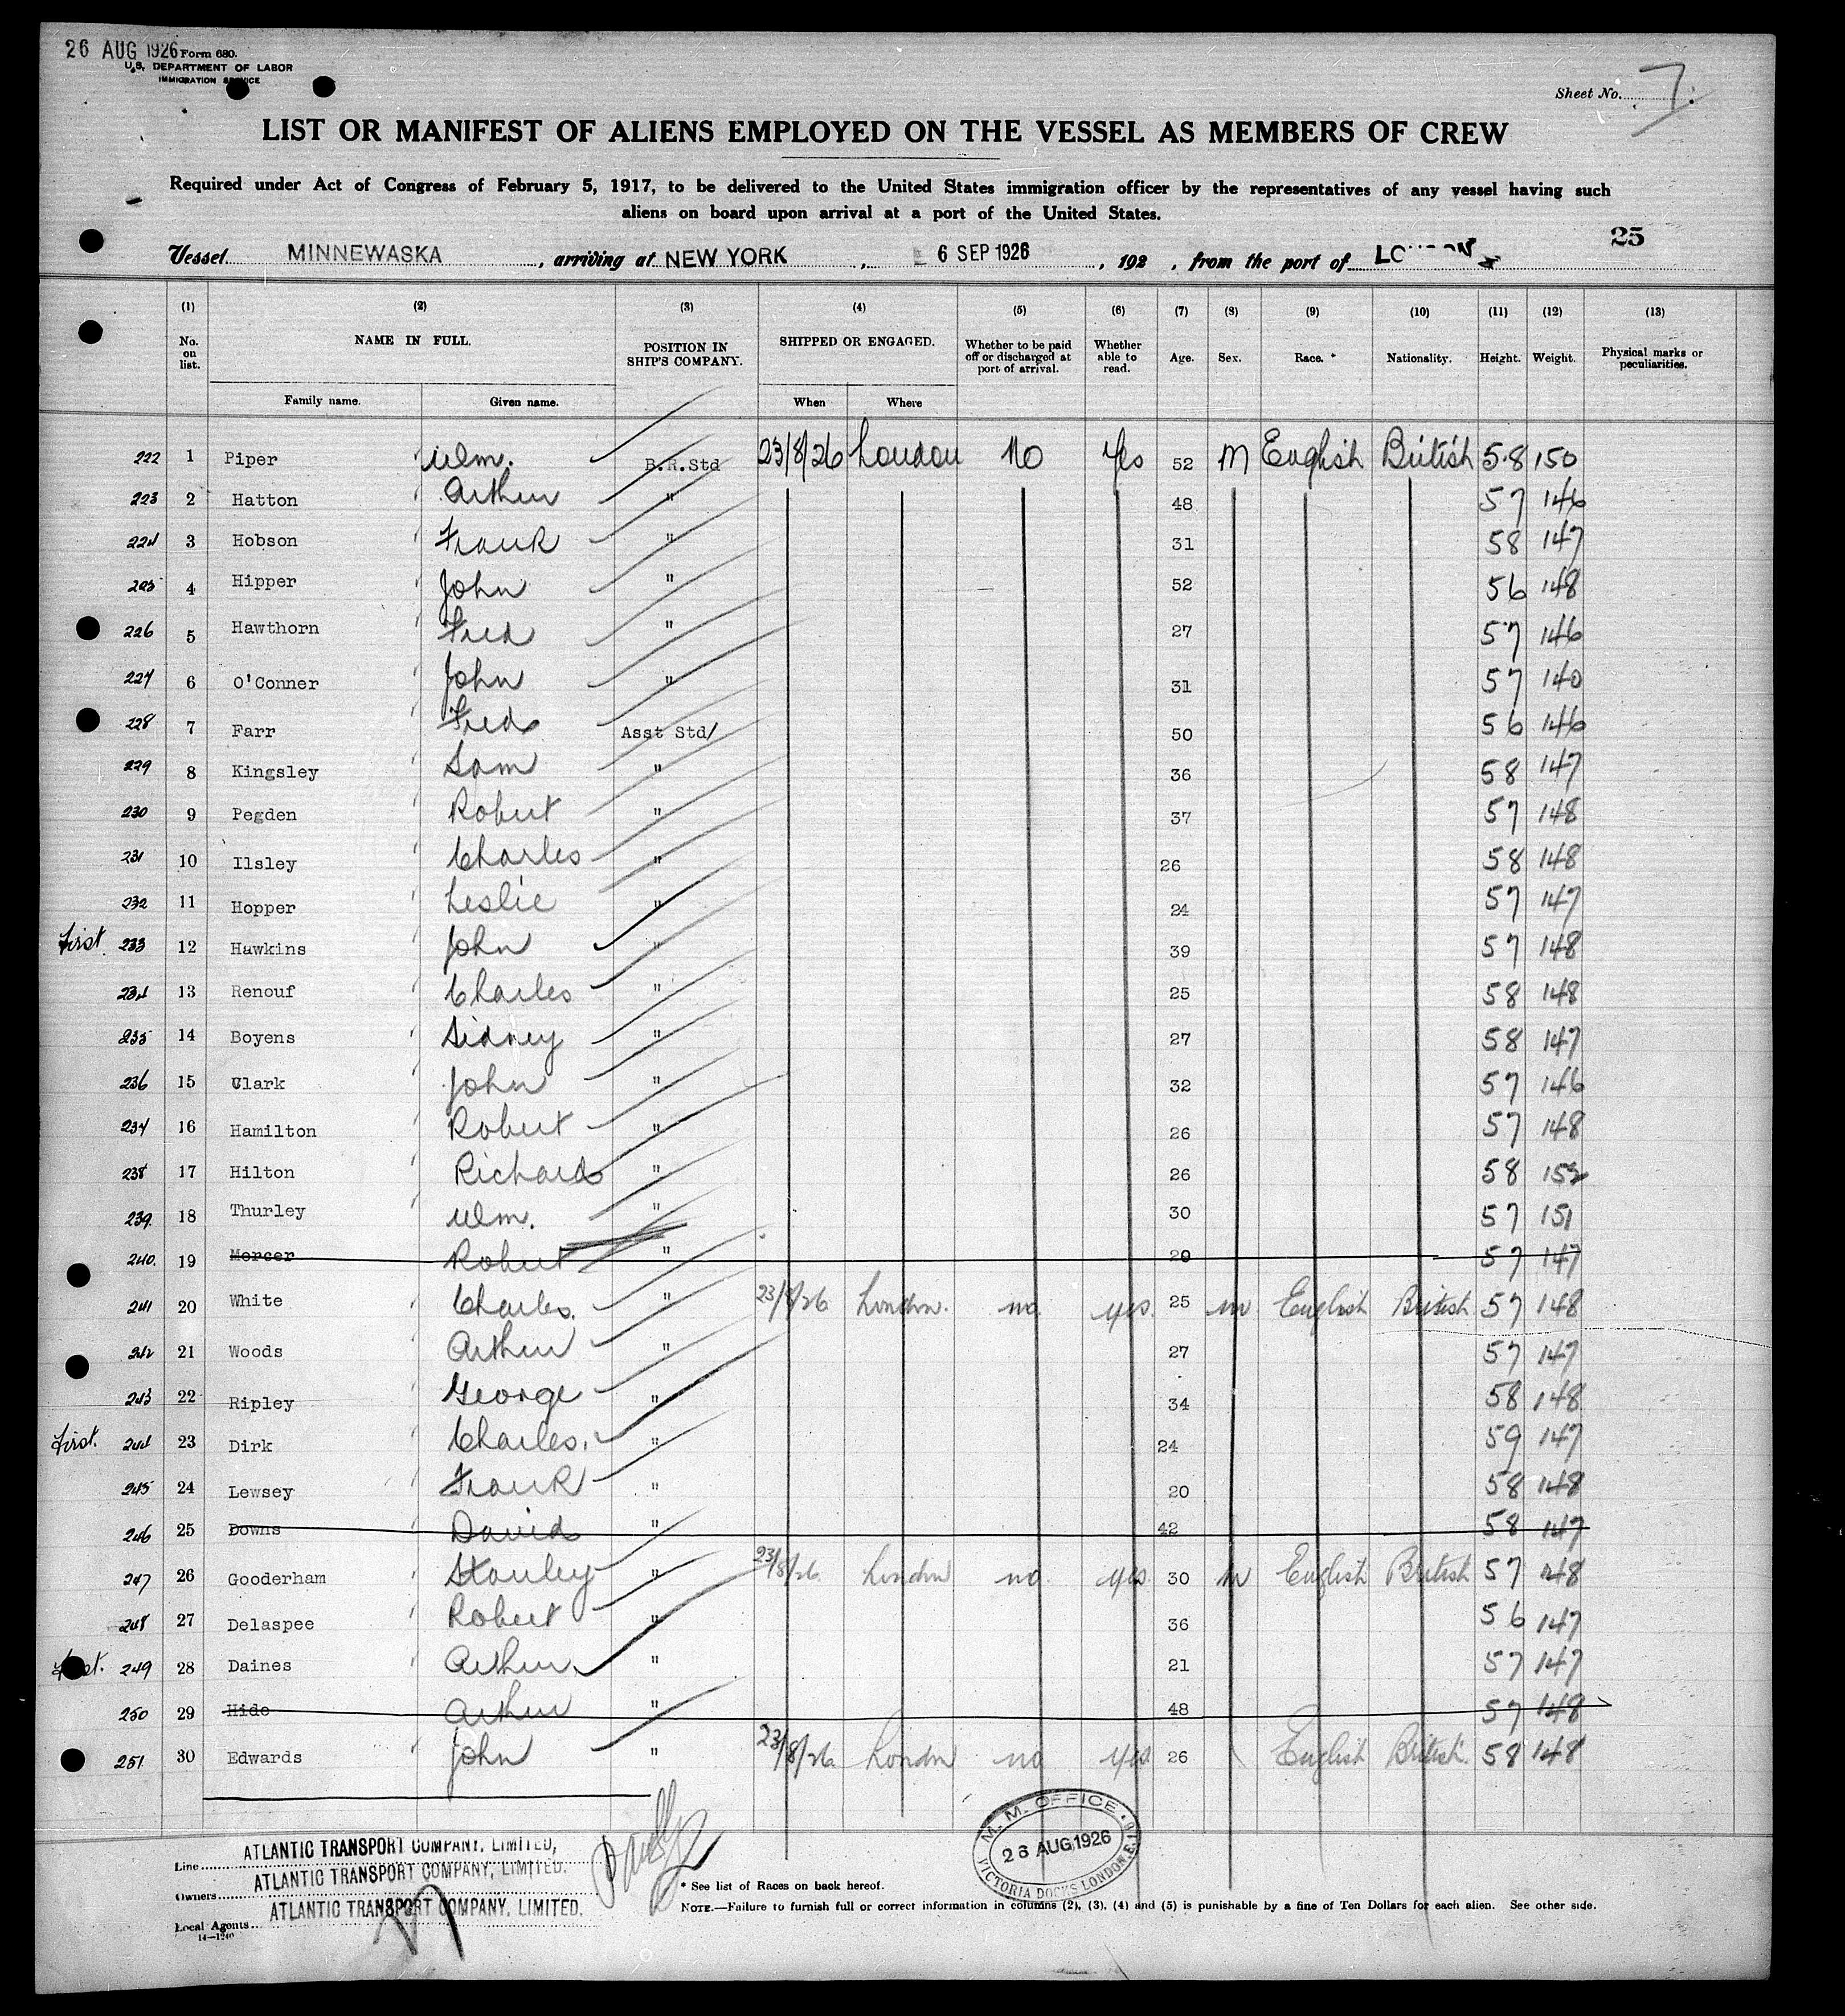 26 AUG 1926 Form 680.
U.S. DEPARTMENT OF LABOR
IMMIGRATION SERVICE
Sheet No. 7.
LIST OR MANIFEST OF ALIENS EMPLOYED ON THE VESSEL AS MEMBERS OF CREW
Required under Act of Congress of February 5, 1917, to be delivered to the United States immigration officer by the representatives of any vessel having such
aliens on board upon arrival at a port of the United States.
25
Vessel MINNEWASKA, arriving at NEW YORK, 6 SEP 1926, 192 , from the port of LONDON
(1) (2) (3) (4) (5) (6) (7) (8) (9) (10) (11) (12) (13)
No. on list. NAME IN FULL. POSITION IN SHIP'S COMPANY. SHIPPED OR ENGAGED. Whether to be paid off or discharged at port of arrival. Whether able to read. Age. Sex. Race.* Nationality. Height. Weight. Physical marks or peculiarities.
Family name. Given name. When Where
222 1 Piper Wm. B.R.Std 23/8/26 London No Yes 52 M English British 5.8 150
223 2 Hatton Arthur " 48 57 146
224 3 Hobson Frank " 31 58 147
225 4 Hipper John " 52 56 148
226 5 Hawthorn Fred " 27 57 146
227 6 O'Conner John " 31 57 140
228 7 Farr Fred Asst Std/ 50 56 146
229 8 Kingsley Sam " 36 58 147
230 9 Pegden Robert " 37 57 148
231 10 Ilsley Charles " 26 58 148
232 11 Hopper Leslie " 24 57 147
first. 233 12 Hawkins John " 39 57 148
234 13 Renouf Charles " 25 58 148
235 14 Boyens Sidney " 27 58 147
236 15 Clark John " 32 57 146
237 16 Hamilton Robert " 26 57 148
238 17 Hilton Richard " 26 58 152
239. 18 Thurley Wm. " 30 57 151
240. 19 Mercer Robert " 29 57 147
241 20 White Charles. " 23/8/26 London. no yes. 25 m English British 57 148
242 21 Woods Arthur " 27 57 147
243 22 Ripley George " 34 58 148
first. 244 23 Dirk Charles. " 24 59 147
245 24 Lewsey Frank " 20 58 148
246 25 Downs David " 42 58 147
247 26 Gooderham Stanley " 23/8/26. London no yes 30 M English British 57 148
248 27 Delaspee Robert " 36 56 147
249 28 Daines Arthur " 21 57 147
250 29 Hide Arthur " 48 57 148
251 30 Edwards John " 23/8/26. London no yes 26 English British. 58 148
Line ATLANTIC TRANSPORT COMPANY, LIMITED,
Owners ATLANTIC TRANSPORT COMPANY, LIMITED.
Local Agents ATLANTIC TRANSPORT COMPANY, LIMITED.
14—1240
M. M. OFFICE
26 AUG 1926
VICTORIA DOCKS LONDON, E.16.
* See list of Races on back hereof.
NOTE.—Failure to furnish full or correct information in columns (2), (3), (4) and (5) is punishable by a fine of Ten Dollars for each alien. See other side.